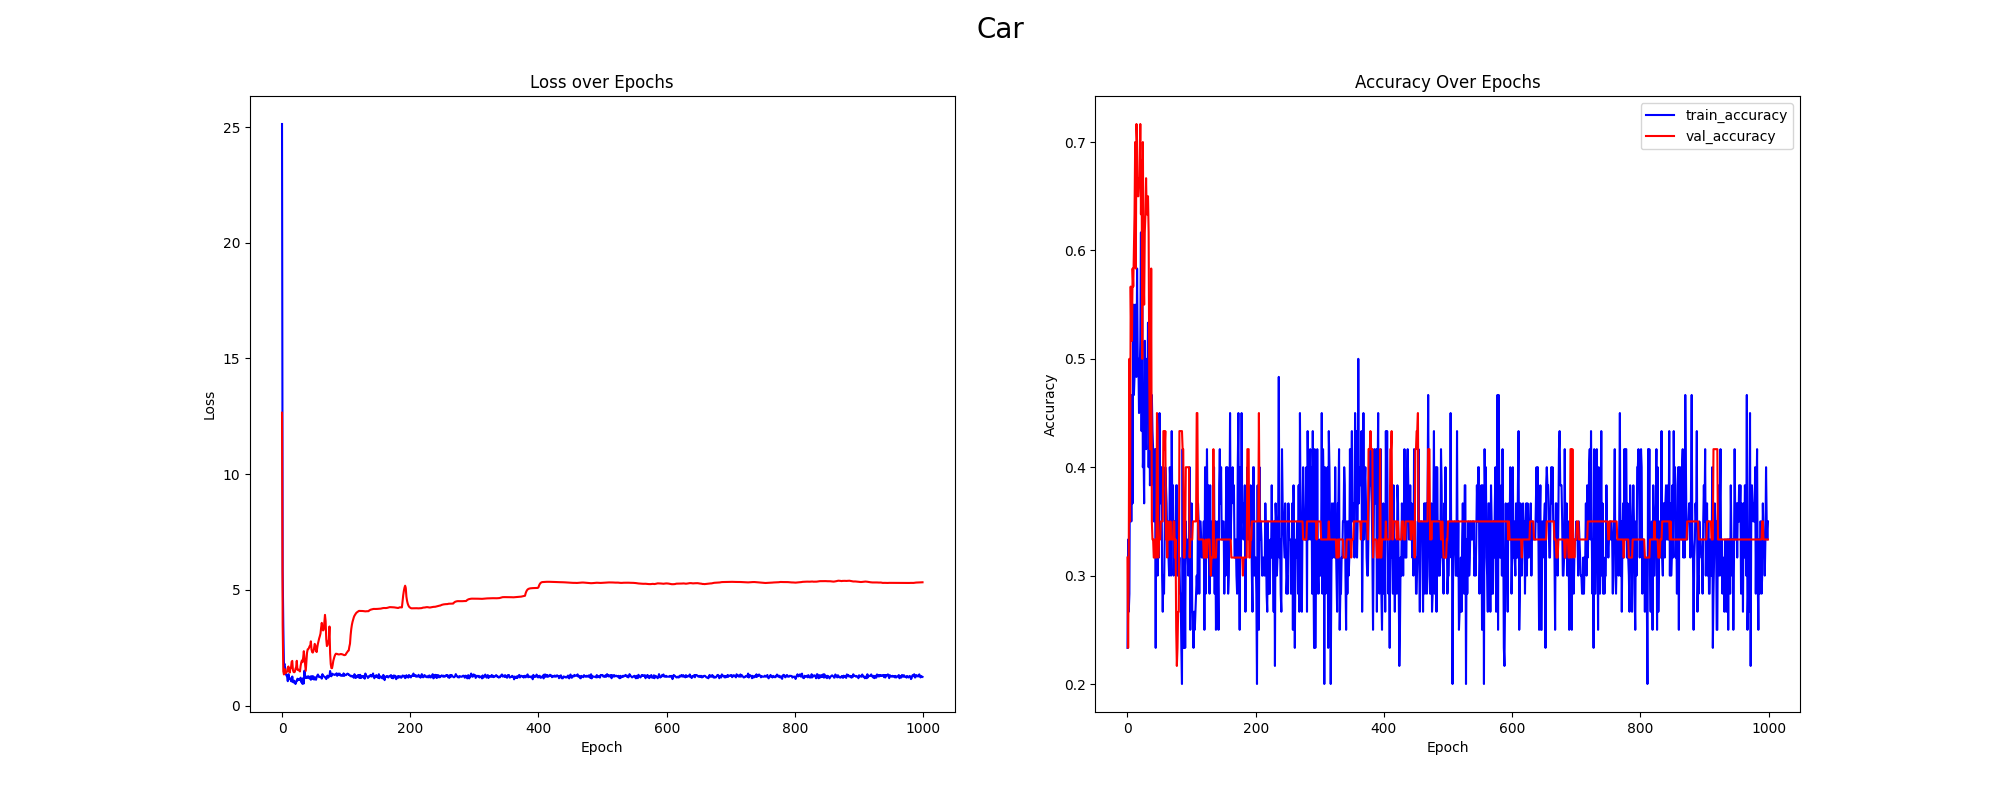 Car
Loss over Epochs
25
20
15
10
5
0
Loss
0 200 400 600 800 1000
Epoch
Accuracy Over Epochs
train_accuracy
val_accuracy
0.7
0.6
0.5
0.4
0.3
0.2
Accuracy
0 200 400 600 800 1000
Epoch